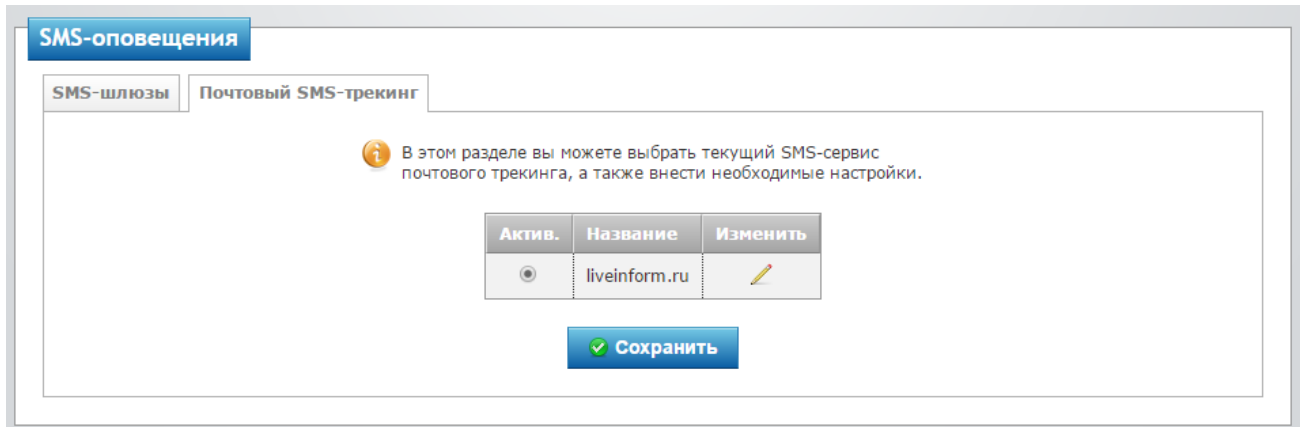 SMS-оповещения
SMS-шлюзы Почтовый SMS-трекинг
В этом разделе вы можете выбрать текущий SMS-сервис
почтового трекинга, а также внести необходимые настройки.
Актив. Название Изменить
liveinform.ru
Сохранить